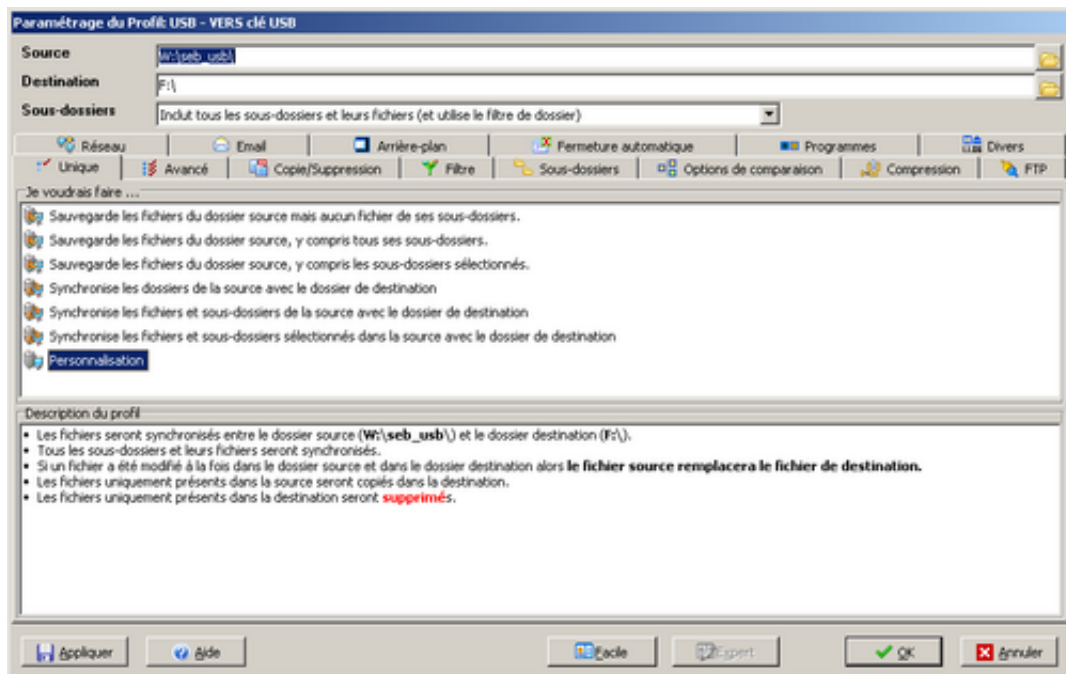 Paramétrage du Profil: USB - VERS clé USB
Source
W:\seb_usb\
Destination
F:\
Sous-dossiers
Inclut tous les sous-dossiers et leurs fichiers (et utilise le filtre de dossier)
Réseau Email Arrière-plan Fermeture automatique Programmes Divers
Unique Avancé Copie/Suppression Filtre Sous-dossiers Options de comparaison Compression FTP
Je voudrais faire ...
Sauvegarde les fichiers du dossier source mais aucun fichier de ses sous-dossiers.
Sauvegarde les fichiers du dossier source, y compris tous ses sous-dossiers.
Sauvegarde les fichiers du dossier source, y compris les sous-dossiers sélectionnés.
Synchronise les dossiers de la source avec le dossier de destination
Synchronise les fichiers et sous-dossiers de la source avec le dossier de destination
Synchronise les fichiers et sous-dossiers sélectionnés dans la source avec le dossier de destination
Personnalisation
Description du profil
• Les fichiers seront synchronisés entre le dossier source (W:\seb_usb\) et le dossier destination (F:\).
• Tous les sous-dossiers et leurs fichiers seront synchronisés.
• Si un fichier a été modifié à la fois dans le dossier source et dans le dossier destination alors le fichier source remplacera le fichier de destination.
• Les fichiers uniquement présents dans la source seront copiés dans la destination.
• Les fichiers uniquement présents dans la destination seront supprimés.
Appliquer Aide Facile Expert OK Annuler